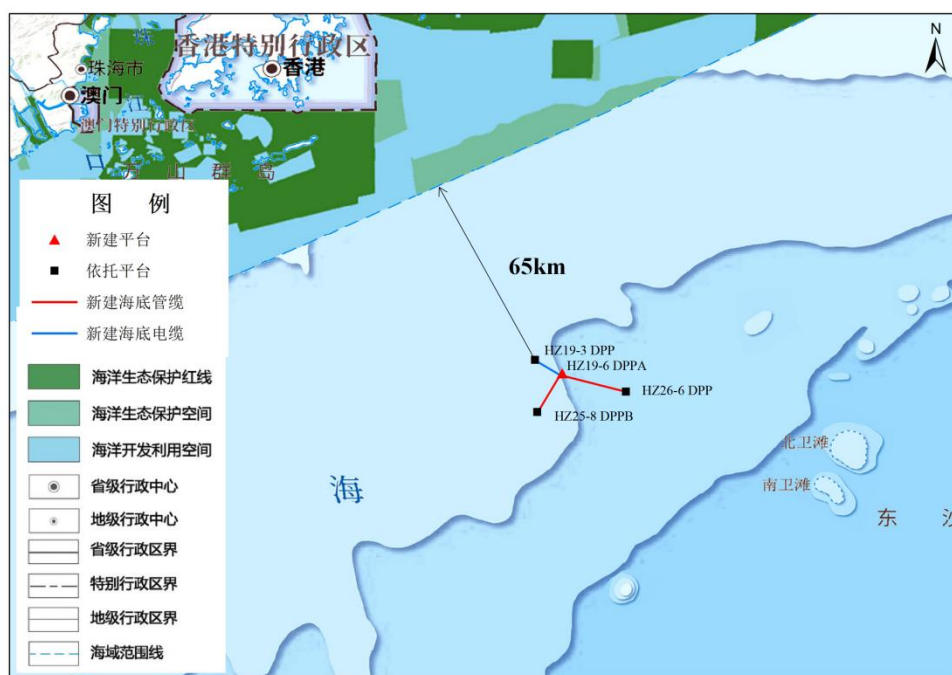 N
香港特别行政区
珠
珠海市
香港
澳门
江
澳门特别行政区
口
万山群岛
图 例
新建平台
依托平台
新建海底管缆
新建海底电缆
海洋生态保护红线
海洋生态保护空间
海洋开发利用空间
省级行政中心
地级行政中心
省级行政区界
特别行政区界
地级行政区界
海域范围线
65km
HZ19-3 DPP
HZ19-6 DPPA
HZ26-6 DPP
HZ25-8 DPPB
海
北卫滩
南卫滩
东 沙